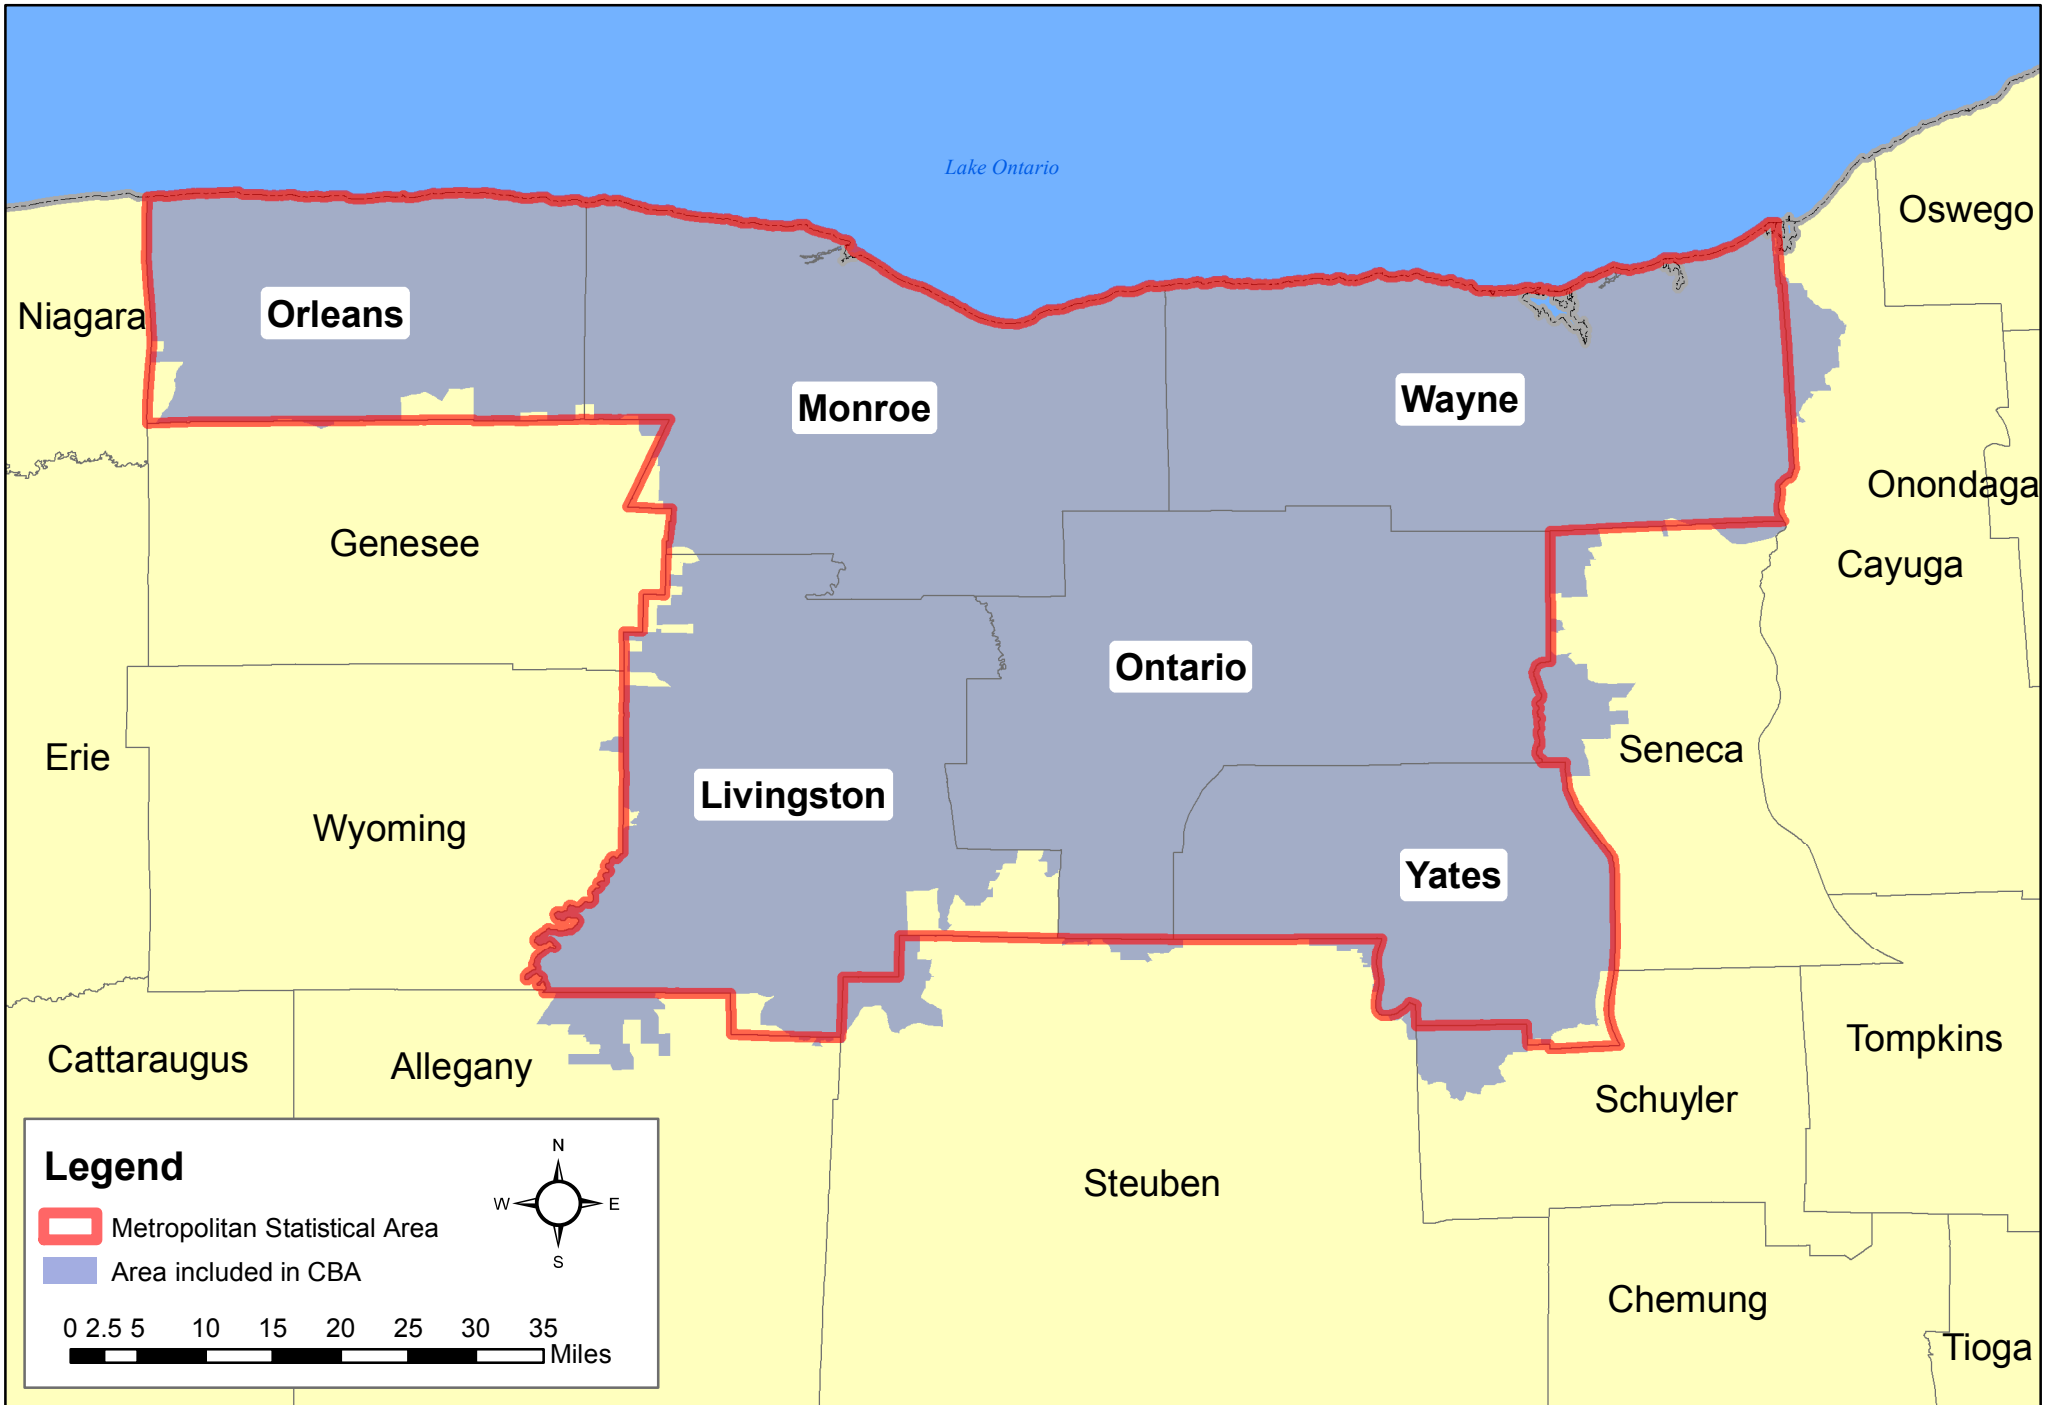 Lake Ontario
Oswego
Niagara
Orleans
Monroe
Wayne
Onondaga
Genesee
Cayuga
Ontario
Erie
Seneca
Livingston
Wyoming
Yates
Cattaraugus
Allegany
Tompkins
Schuyler
Steuben
Chemung
Tioga
Legend
N
W E
S
Metropolitan Statistical Area
Area included in CBA
0 2.5 5 10 15 20 25 30 35
Miles